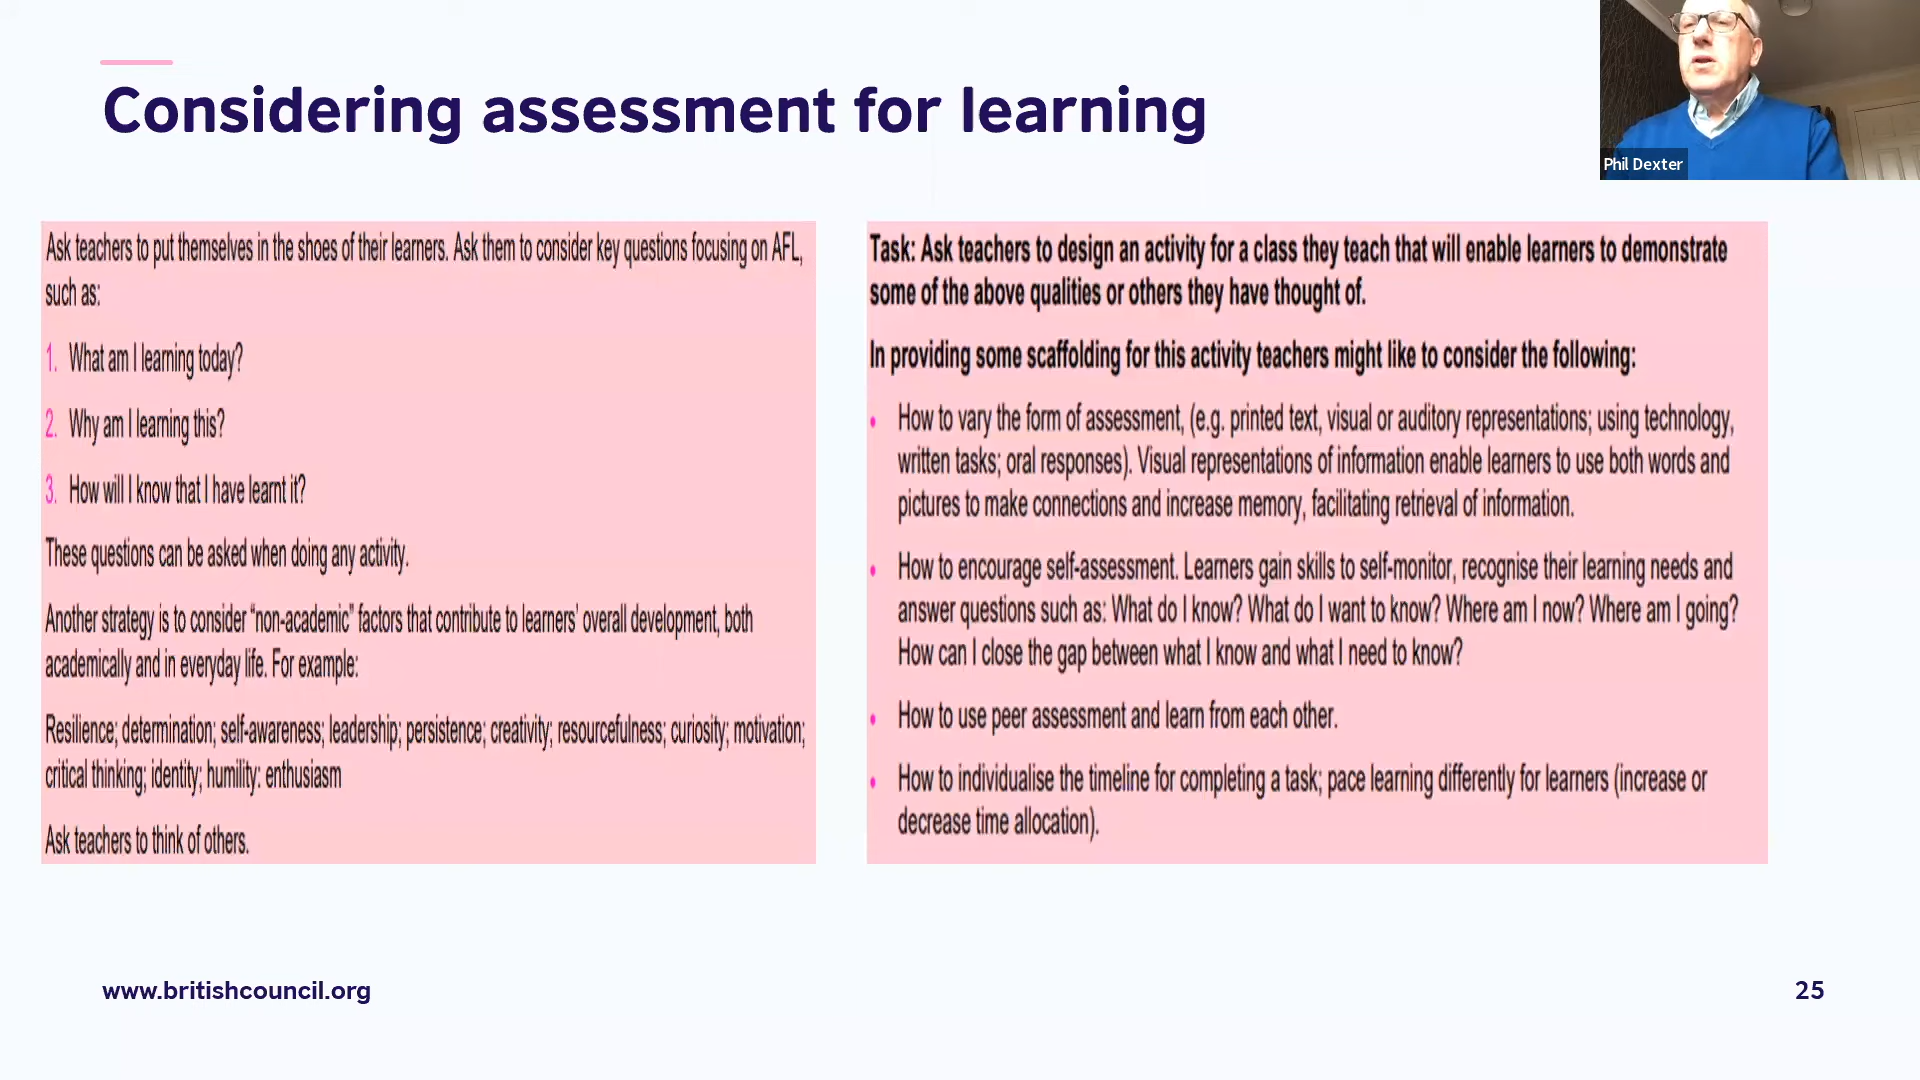 Considering assessment for learning
Phil Dexter
Ask teachers to put themselves in the shoes of their learners. Ask them to consider key questions focusing on AFL,
such as:
1. What am I learning today?
2. Why am I learning this?
3. How will I know that I have learnt it?
These questions can be asked when doing any activity.
Another strategy is to consider “non-academic” factors that contribute to learners’ overall development, both
academically and in everyday life. For example:
Resilience; determination; self-awareness; leadership; persistence; creativity; resourcefulness; curiosity; motivation;
critical thinking; identity; humility: enthusiasm
Ask teachers to think of others.
Task: Ask teachers to design an activity for a class they teach that will enable learners to demonstrate
some of the above qualities or others they have thought of.
In providing some scaffolding for this activity teachers might like to consider the following:
• How to vary the form of assessment, (e.g. printed text, visual or auditory representations; using technology,
written tasks; oral responses). Visual representations of information enable learners to use both words and
pictures to make connections and increase memory, facilitating retrieval of information.
• How to encourage self-assessment. Learners gain skills to self-monitor, recognise their learning needs and
answer questions such as: What do I know? What do I want to know? Where am I now? Where am I going?
How can I close the gap between what I know and what I need to know?
• How to use peer assessment and learn from each other.
• How to individualise the timeline for completing a task; pace learning differently for learners (increase or
decrease time allocation).
www.britishcouncil.org
25